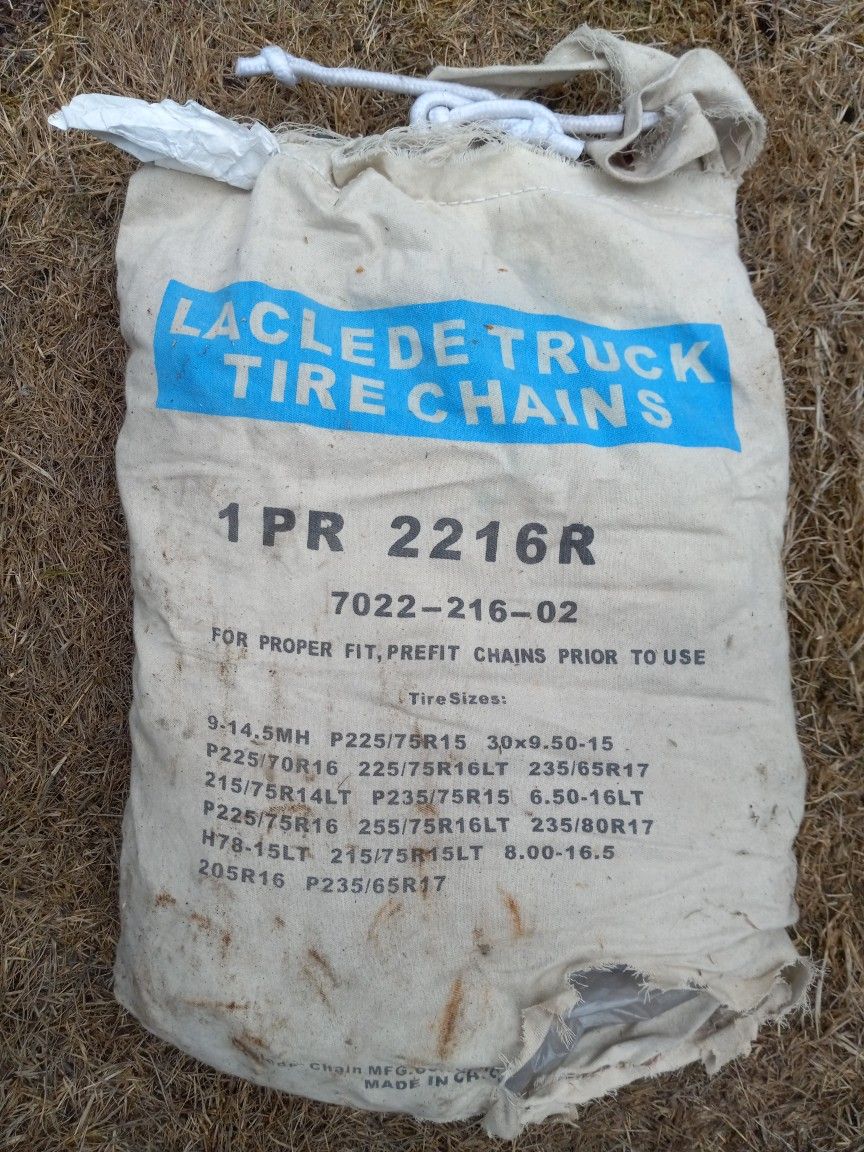 LACLEDE TRUCK
TIRE CHAINS
1PR 2216R
7022-216-02
FOR PROPER FIT, PREFIT CHAINS PRIOR TO USE
Tire Sizes:
9-14.5MH P225/75R15 30x9.50-15
P225/70R16 225/75R16LT 235/65R17
215/75R14LT P235/75R15 6.50-16LT
P225/75R16 255/75R16LT 235/80R17
H78-15LT 215/75R15LT 8.00-16.5
205R16 P235/65R17
Chain MFG.
MADE IN